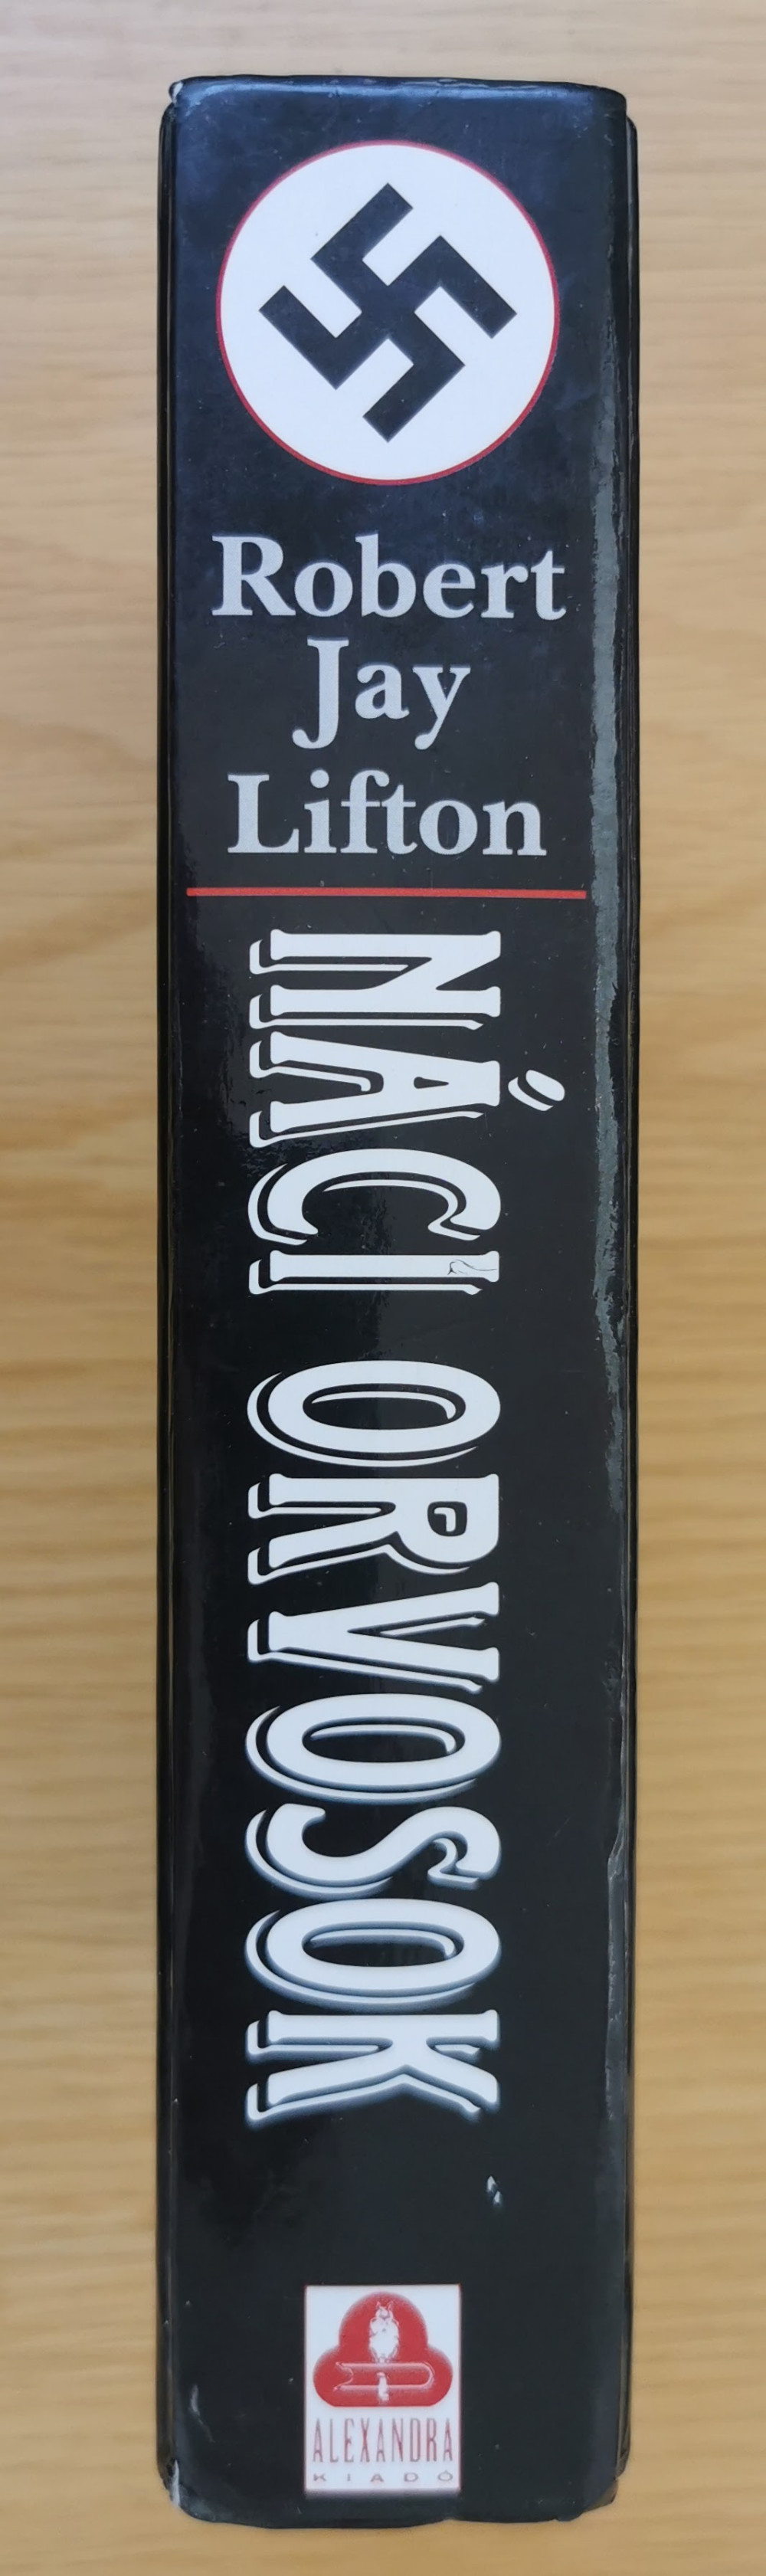 Robert
Jay
Lifton
NÁCI ORVOSOK
ALEXANDRA
KIADÓ